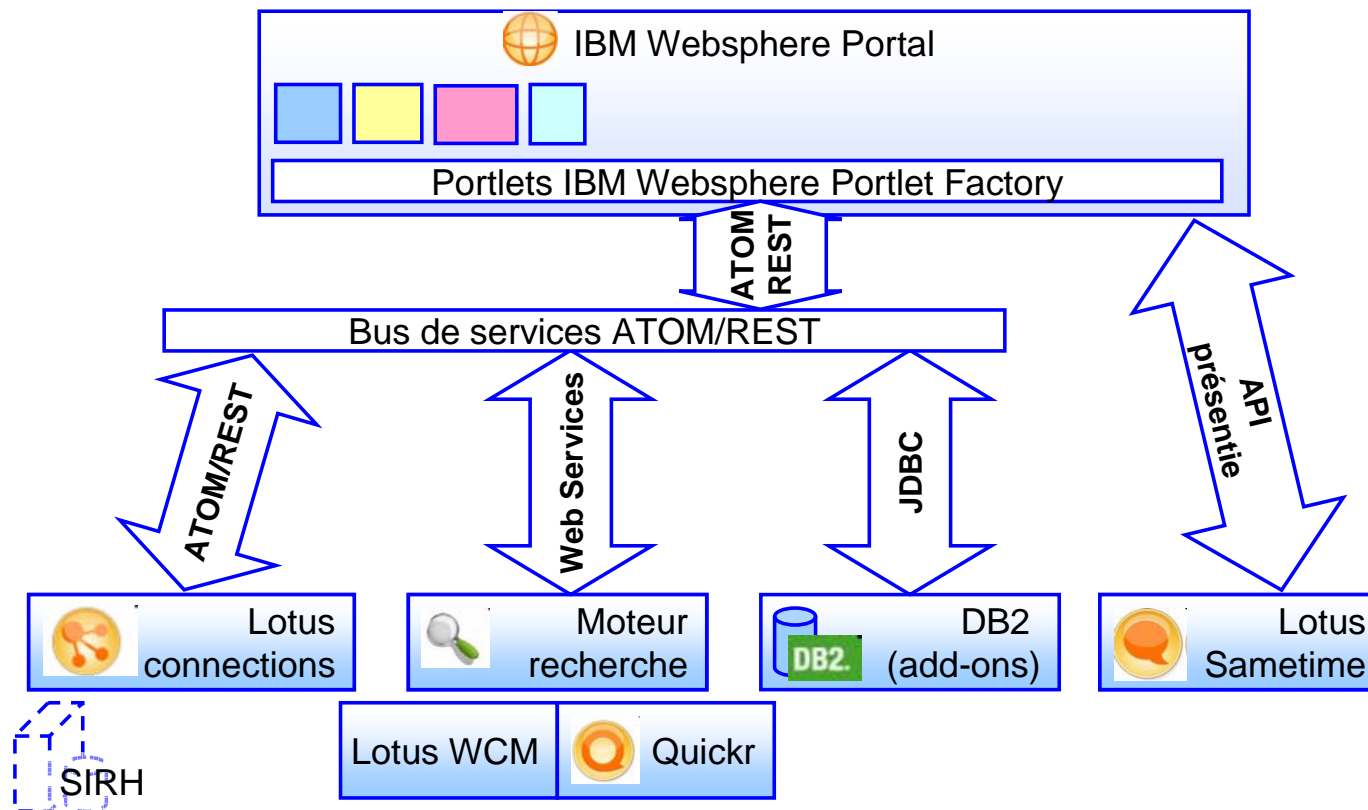 IBM Websphere Portal
Portlets IBM Websphere Portlet Factory
ATOM
REST
Bus de services ATOM/REST
ATOM/REST
Web Services
JDBC
API
présentie
Lotus
connections
Moteur
recherche
DB2.
DB2
(add-ons)
Lotus
Sametime
Lotus WCM
Quickr
SIRH